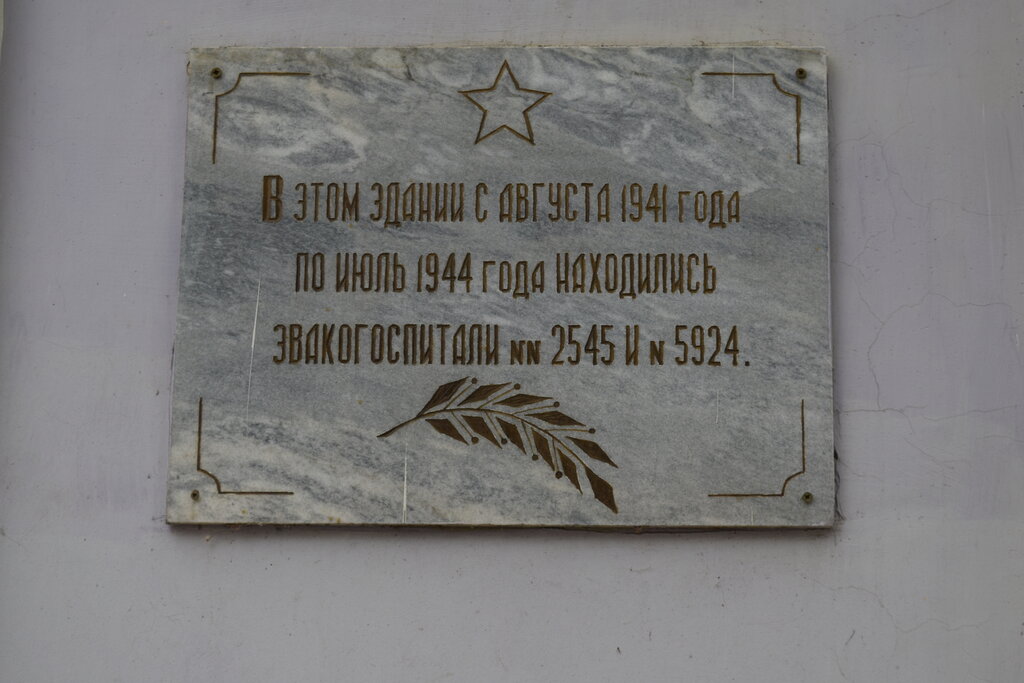 В ЭТОМ ЗДАНИИ С АВГУСТА 1941 ГОДА
ПО ИЮЛЬ 1944 ГОДА НАХОДИЛИСЬ
ЭВАКОГОСПИТАЛИ NN 2545 И N 5924.